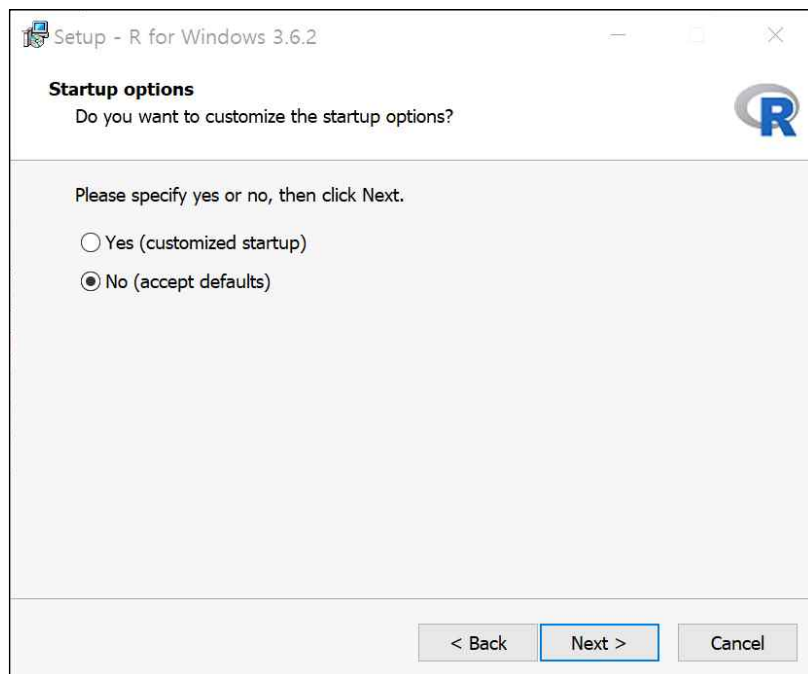 Setup - R for Windows 3.6.2
Startup options
Do you want to customize the startup options?
R
Please specify yes or no, then click Next.
Yes (customized startup)
No (accept defaults)
< Back Next > Cancel